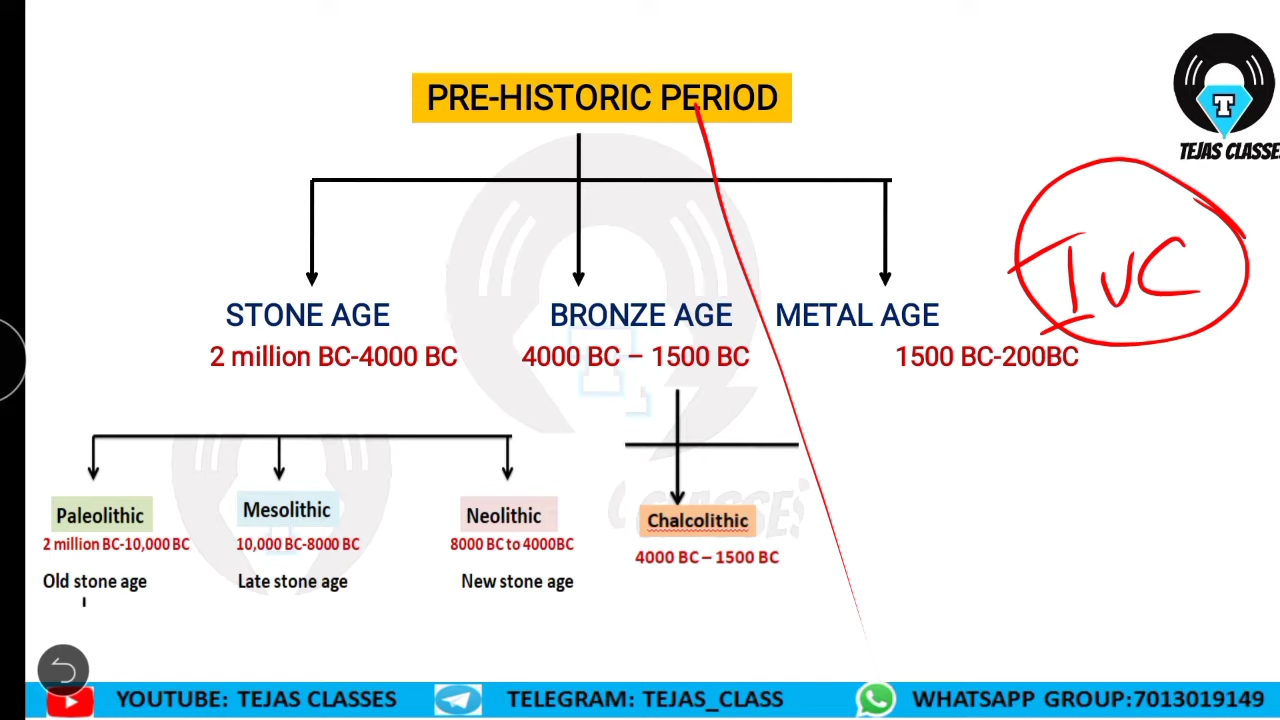 PRE-HISTORIC PERIOD
T
TEJAS CLASSES
IVC
STONE AGE BRONZE AGE METAL AGE
2 million BC-4000 BC 4000 BC – 1500 BC 1500 BC-200BC
Paleolithic Mesolithic Neolithic Chalcolithic
2 million BC-10,000 BC 10,000 BC-8000 BC 8000 BC to 4000BC 4000 BC – 1500 BC
Old stone age Late stone age New stone age
YOUTUBE: TEJAS CLASSES TELEGRAM: TEJAS_CLASS WHATSAPP GROUP:7013019149